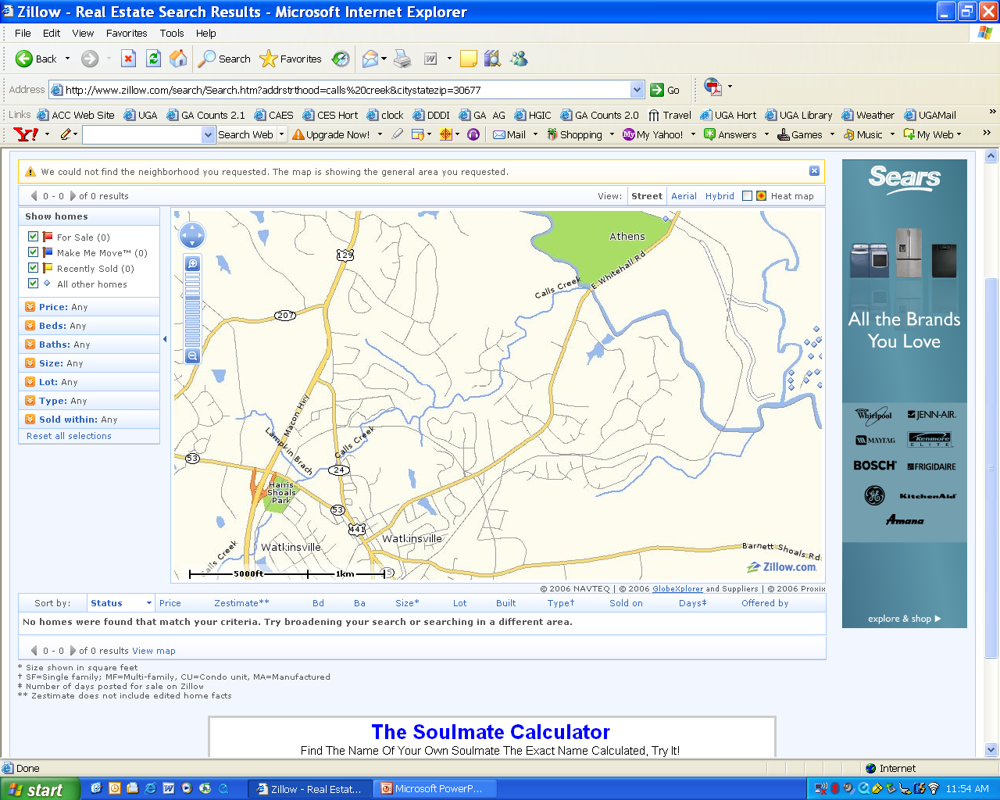 Zillow - Real Estate Search Results - Microsoft Internet Explorer
File Edit View Favorites Tools Help
Back Search Favorites
Address http://www.zillow.com/search/Search.htm?addrstrthood=calls%20creek&citystatezip=30677 Go
Links ACC Web Site UGA GA Counts 2.1 CAES CES Hort clock DDDI GA AG HGIC GA Counts 2.0 Travel UGA Hort UGA Library Weather UGAMail »
Y! Search Web Upgrade Now! Mail Shopping My Yahoo! Answers Games Music My Web »
We could not find the neighborhood you requested. The map is showing the general area you requested.
0 - 0 of 0 results View: Street Aerial Hybrid Heat map
Show homes
For Sale (0)
Make Me Move™ (0)
Recently Sold (0)
All other homes
Price: Any
Beds: Any
Baths: Any
Size: Any
Lot: Any
Type: Any
Sold within: Any
Reset all selections
Athens
129
E Whitehall Rd
Calls Creek
207
Macon Hwy
Lampkin Brach
Calls Creek
53
24
Harris
Shoals
Park
53
441
Watkinsville
Watkinsville
Calls Creek
Barnett Shoals Rd
5000ft 1km
15
Zillow.com
© 2006 NAVTEQ | © 2006 GlobeXplorer and Suppliers | © 2006 Proxix
Sort by: Status Price Zestimate** Bd Ba Size* Lot Built Type† Sold on Days‡ Offered by
No homes were found that match your criteria. Try broadening your search or searching in a different area.
0 - 0 of 0 results View map
* Size shown in square feet
† SF=Single family; MF=Multi-family, CU=Condo unit, MA=Manufactured
‡ Number of days posted for sale on Zillow
** Zestimate does not include edited home facts
Sears
All the Brands
You Love
Whirlpool JENN-AIR.
MAYTAG Kenmore
ELITE
BOSCH FRIGIDAIRE
GE KitchenAid
Amana
explore & shop
The Soulmate Calculator
Find The Name Of Your Own Soulmate The Exact Name Calculated, Try It!
Done Internet
start Zillow - Real Estat... Microsoft PowerP... 11:54 AM